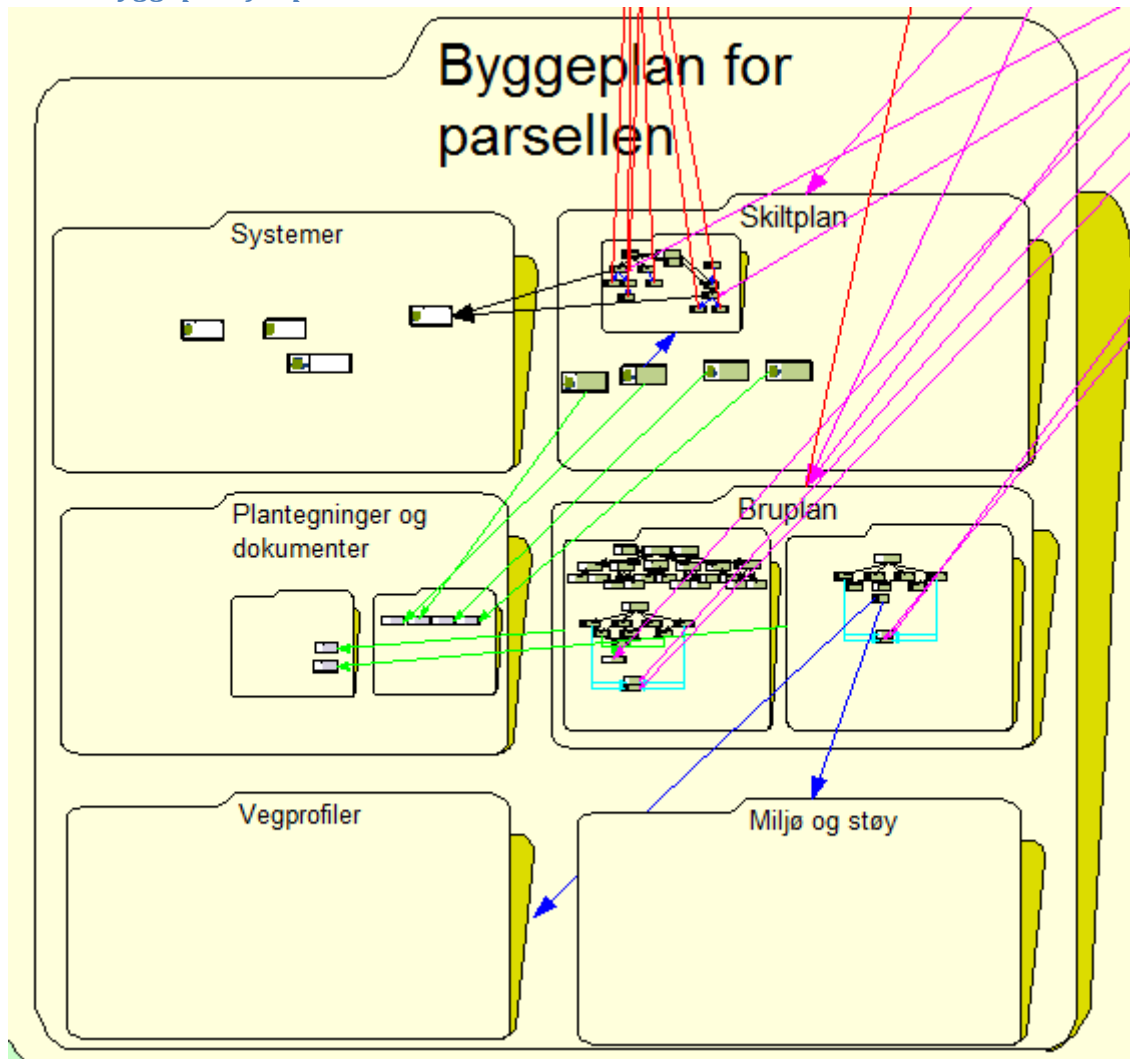 Byggeplan for
parsellen
Systemer
Skiltplan
Plantegninger og
dokumenter
Bruplan
Vegprofiler
Miljø og støy